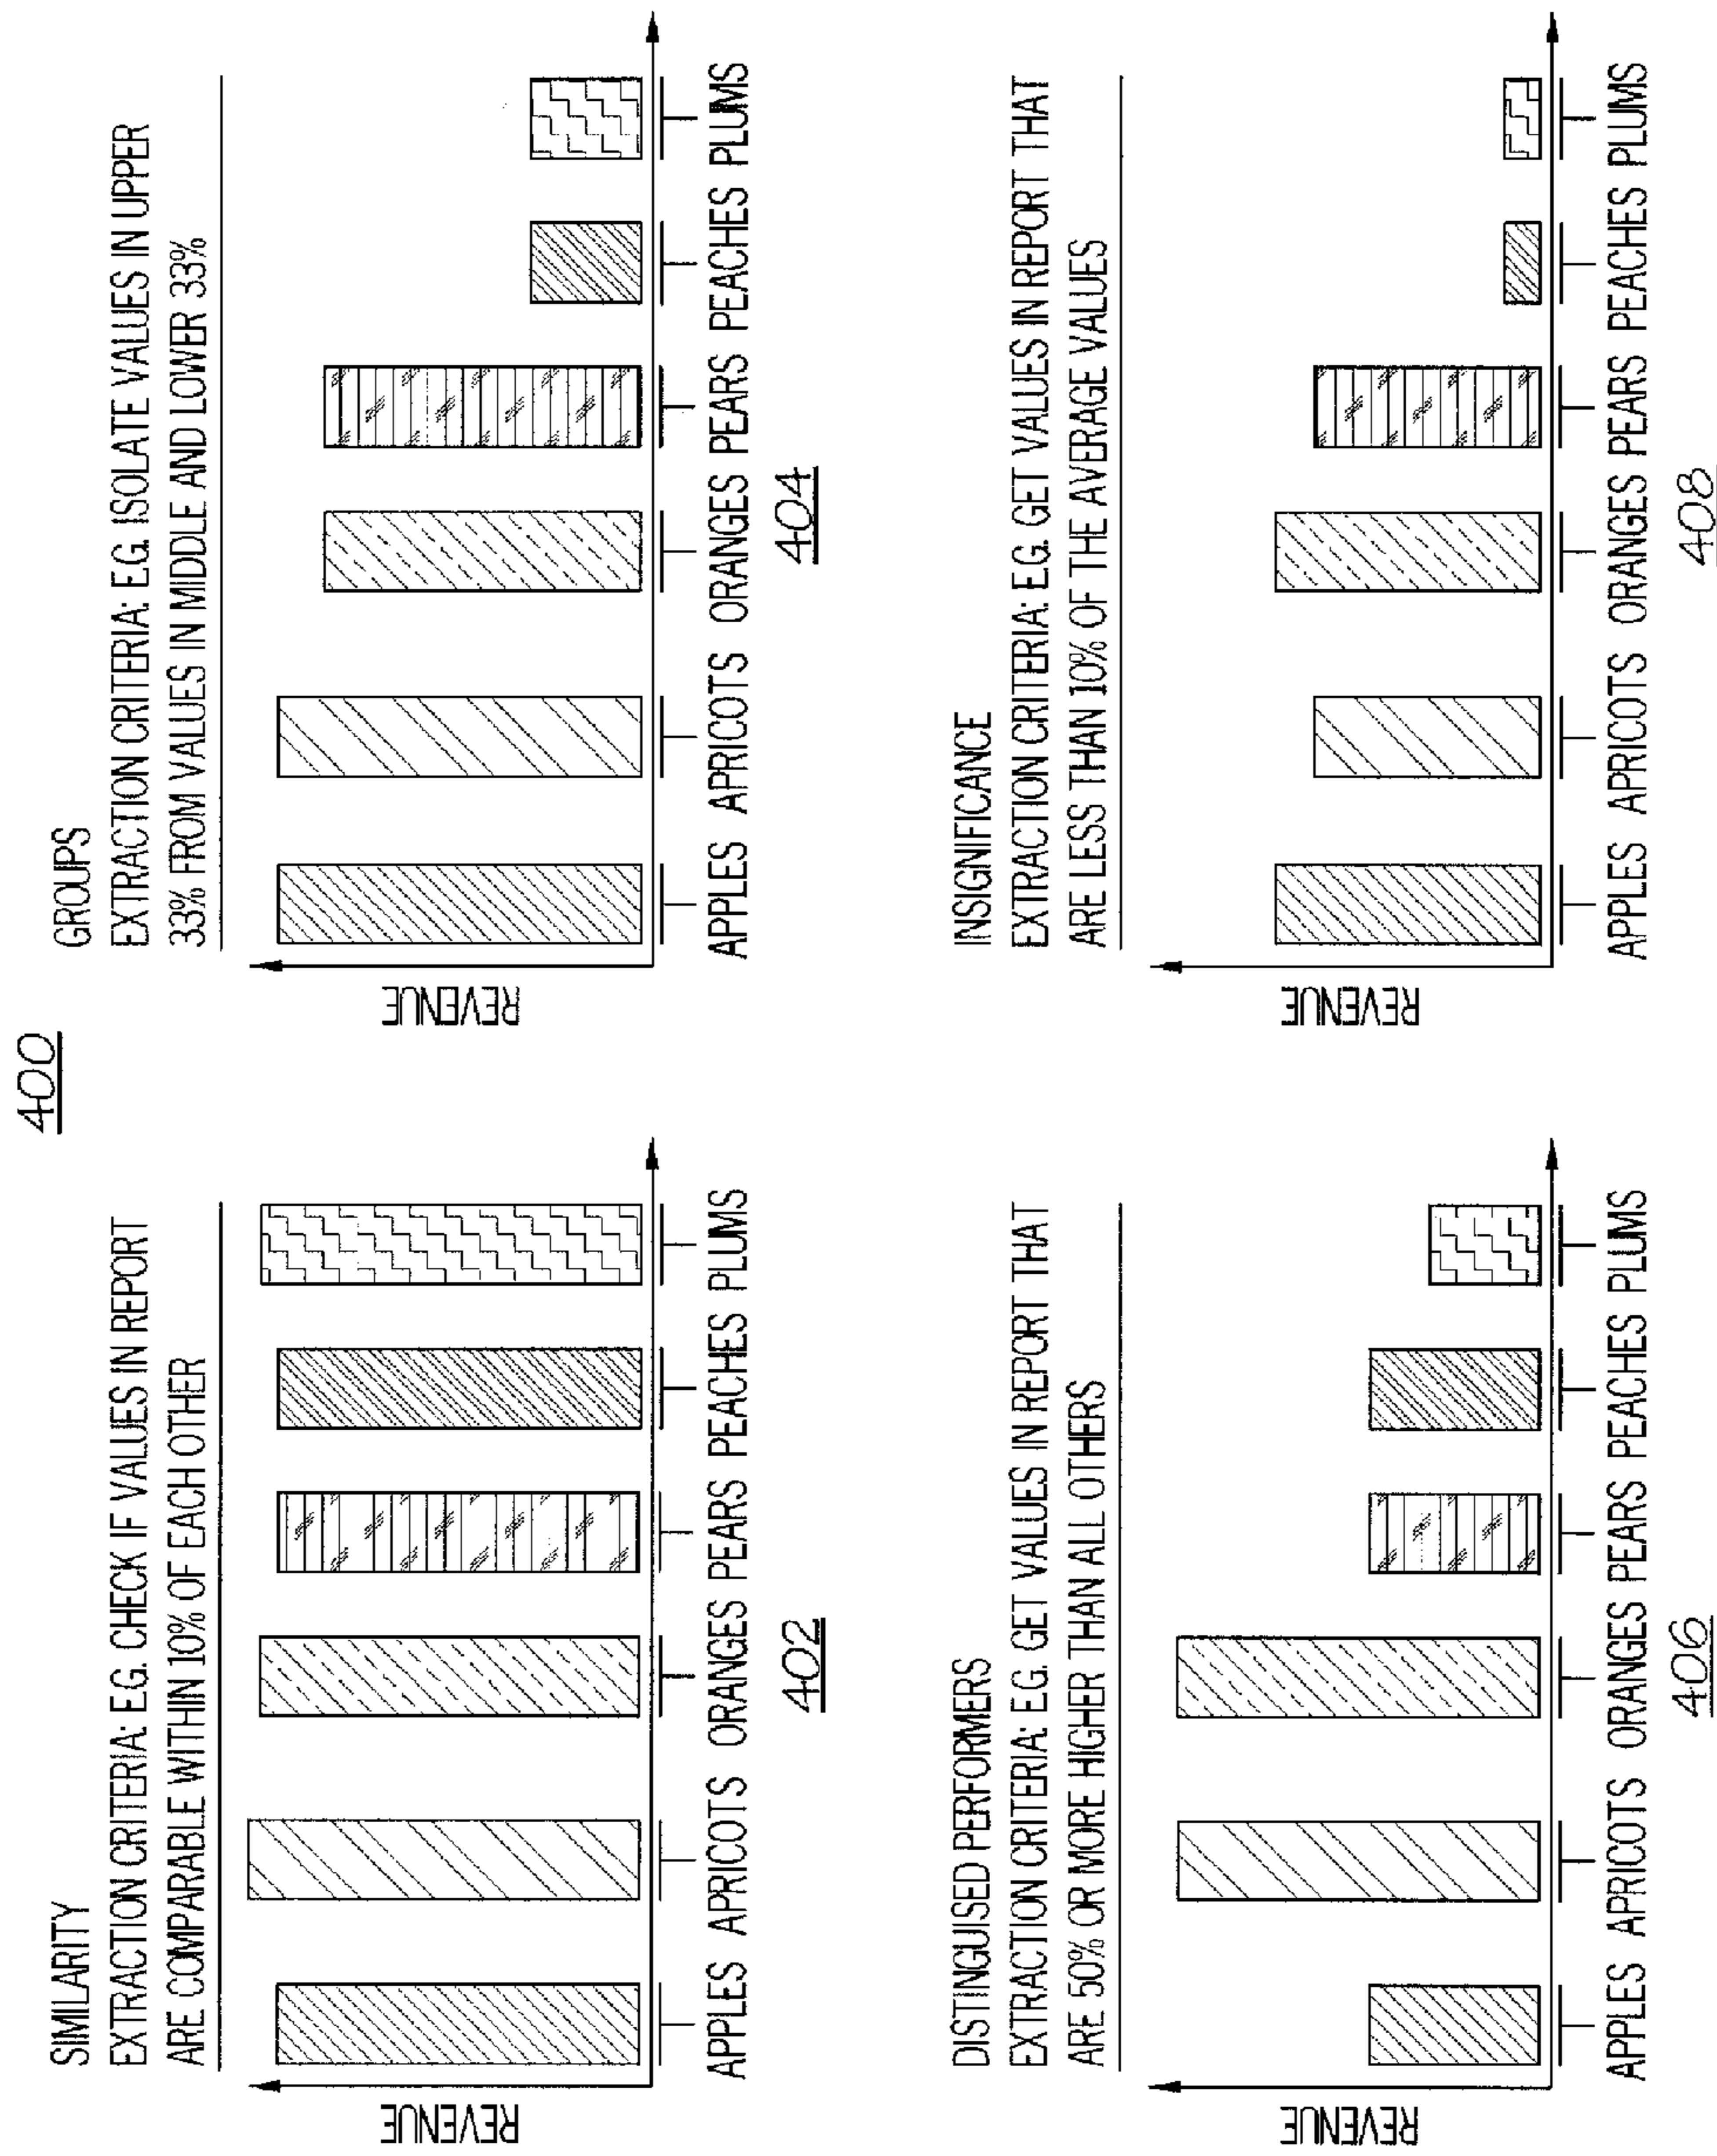 400
SIMILARITY
EXTRACTION CRITERIA: E.G. CHECK IF VALUES IN REPORT
ARE COMPARABLE WITHIN 10% OF EACH OTHER
REVENUE
APPLES APRICOTS ORANGES PEARS PEACHES PLUMS
402
GROUPS
EXTRACTION CRITERIA: E.G. ISOLATE VALUES IN UPPER
33% FROM VALUES IN MIDDLE AND LOWER 33%
REVENUE
APPLES APRICOTS ORANGES PEARS PEACHES PLUMS
404
DISTINGUISED PERFORMERS
EXTRACTION CRITERIA: E.G. GET VALUES IN REPORT THAT
ARE 50% OR MORE HIGHER THAN ALL OTHERS
REVENUE
APPLES APRICOTS ORANGES PEARS PEACHES PLUMS
406
INSIGNIFICANCE
EXTRACTION CRITERIA: E.G. GET VALUES IN REPORT THAT
ARE LESS THAN 10% OF THE AVERAGE VALUES
REVENUE
APPLES APRICOTS ORANGES PEARS PEACHES PLUMS
408